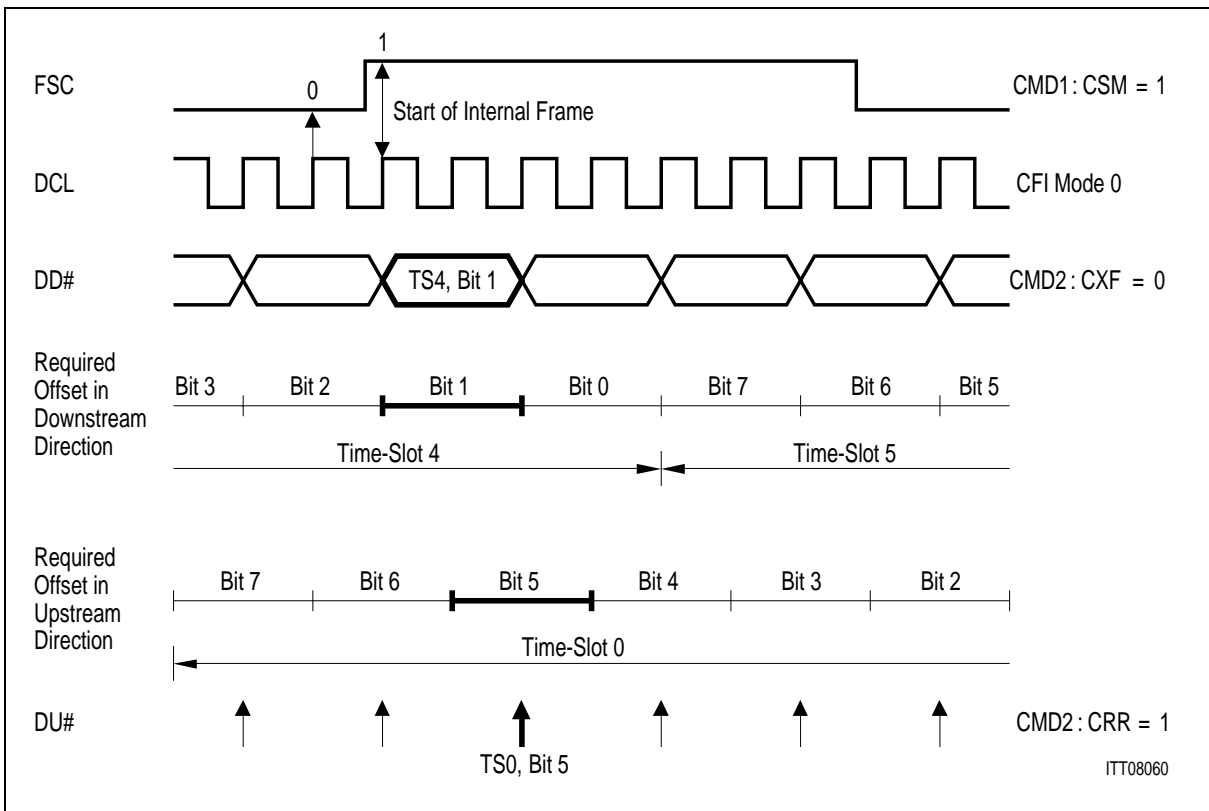 1
FSC
0
CMD1: CSM = 1
Start of Internal Frame
DCL
CFI Mode 0
DD#
TS4, Bit 1
CMD2: CXF = 0
Required
Offset in
Downstream
Direction
Bit 3 Bit 2 Bit 1 Bit 0 Bit 7 Bit 6 Bit 5
Time-Slot 4 Time-Slot 5
Required
Offset in
Upstream
Direction
Bit 7 Bit 6 Bit 5 Bit 4 Bit 3 Bit 2
Time-Slot 0
DU#
CMD2: CRR = 1
TS0, Bit 5
ITT08060